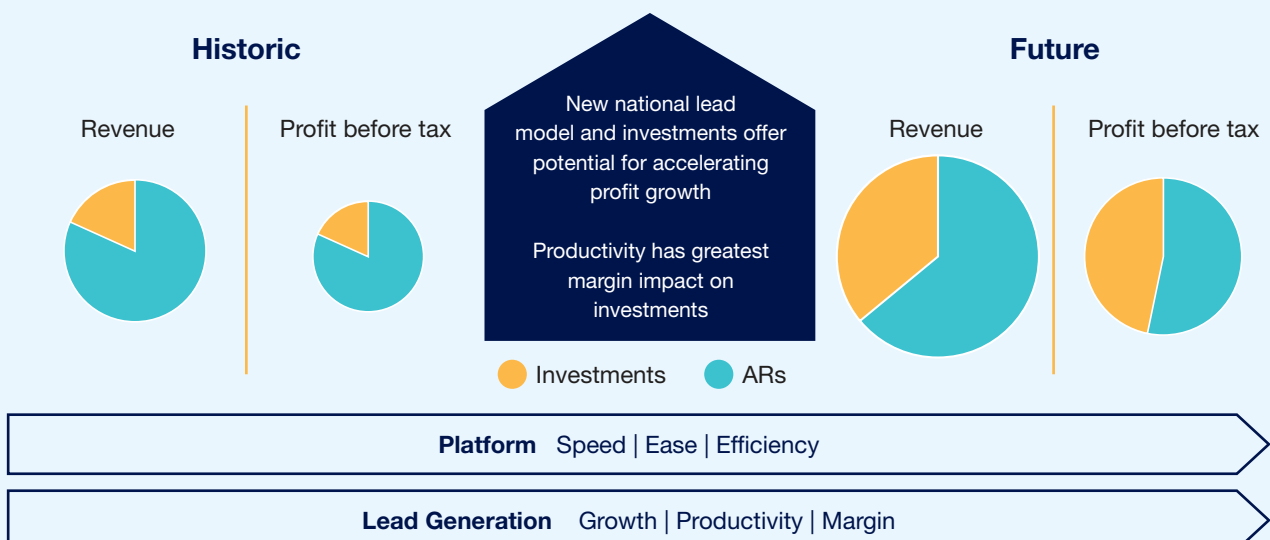 Historic
Revenue
Profit before tax
New national lead
model and investments offer
potential for accelerating
profit growth
Productivity has greatest
margin impact on
investments
Future
Revenue
Profit before tax
Investments
ARs
Platform Speed | Ease | Efficiency
Lead Generation Growth | Productivity | Margin